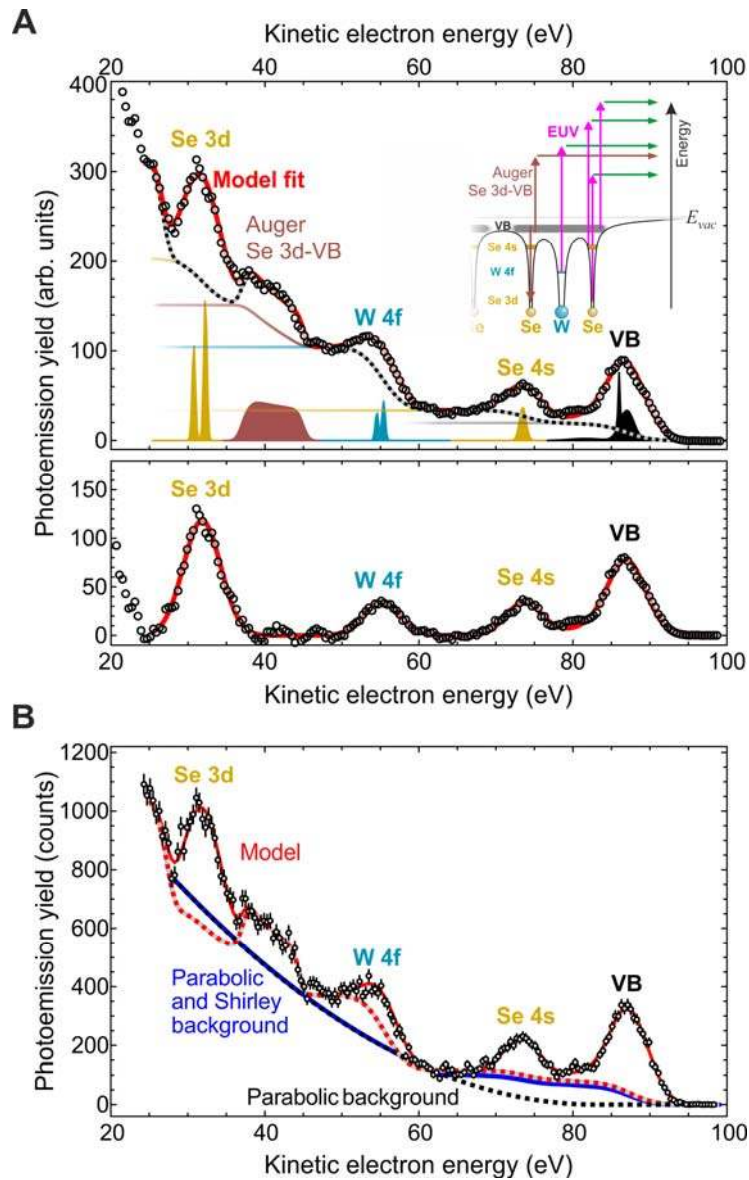 A
Kinetic electron energy (eV)
20 40 60 80 100
400
300
200
100
0
Photoemission yield (arb. units)
Se 3d
Model fit
Auger
Se 3d-VB
W 4f
Se 4s
VB
EUV
Auger
Se 3d-VB
Energy
E_vac
VB
Se 4s
W 4f
Se 3d
Se W Se
150
100
50
0
Se 3d
W 4f
Se 4s
VB
20 40 60 80 100
Kinetic electron energy (eV)
B
1200
1000
800
600
400
200
0
Photoemission yield (counts)
Se 3d
Model
W 4f
Parabolic
and Shirley
background
Se 4s
VB
Parabolic background
20 40 60 80 100
Kinetic electron energy (eV)